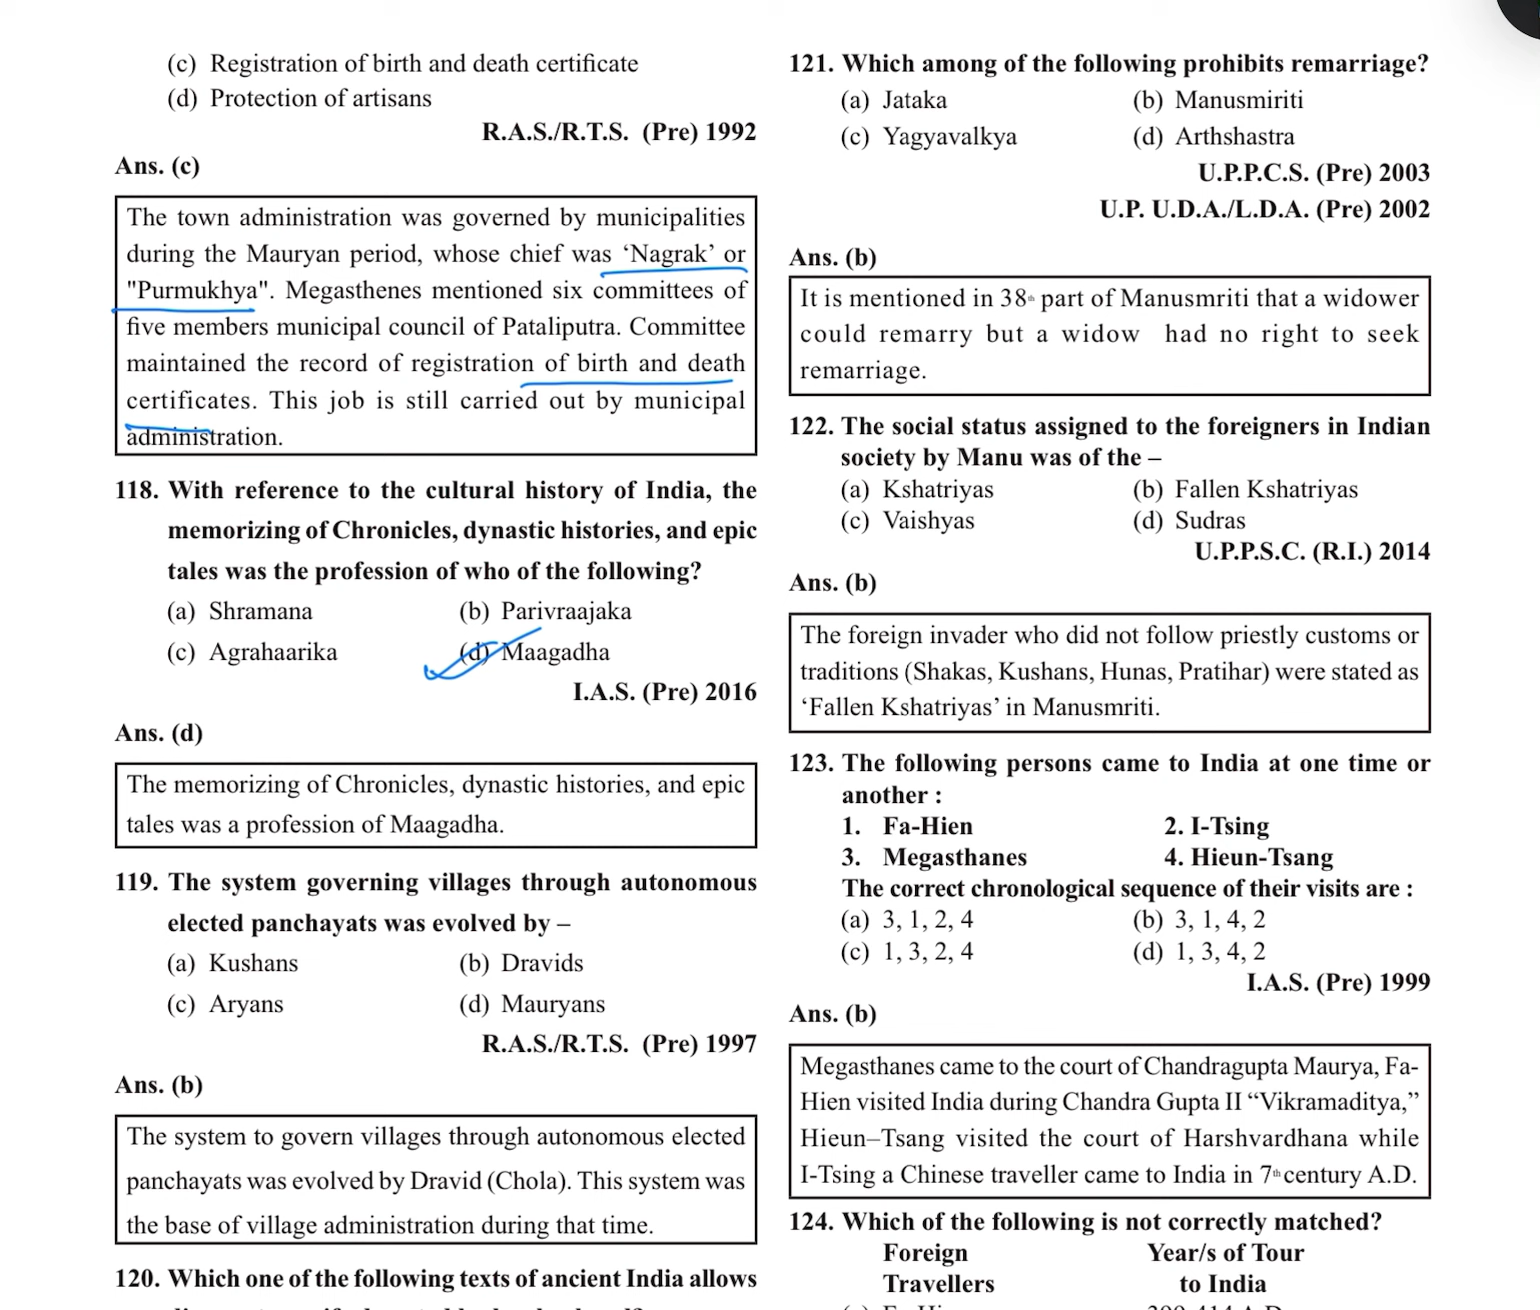 (c) Registration of birth and death certificate
(d) Protection of artisans
R.A.S./R.T.S. (Pre) 1992
Ans. (c)
The town administration was governed by municipalities
during the Mauryan period, whose chief was ‘Nagrak’ or
"Purmukhya". Megasthenes mentioned six committees of
five members municipal council of Pataliputra. Committee
maintained the record of registration of birth and death
certificates. This job is still carried out by municipal
administration.
118. With reference to the cultural history of India, the
memorizing of Chronicles, dynastic histories, and epic
tales was the profession of who of the following?
(a) Shramana (b) Parivraajaka
(c) Agrahaarika (d) Maagadha
I.A.S. (Pre) 2016
Ans. (d)
The memorizing of Chronicles, dynastic histories, and epic
tales was a profession of Maagadha.
119. The system governing villages through autonomous
elected panchayats was evolved by –
(a) Kushans (b) Dravids
(c) Aryans (d) Mauryans
R.A.S./R.T.S. (Pre) 1997
Ans. (b)
The system to govern villages through autonomous elected
panchayats was evolved by Dravid (Chola). This system was
the base of village administration during that time.
120. Which one of the following texts of ancient India allows
121. Which among of the following prohibits remarriage?
(a) Jataka (b) Manusmiriti
(c) Yagyavalkya (d) Arthshastra
U.P.P.C.S. (Pre) 2003
U.P. U.D.A./L.D.A. (Pre) 2002
Ans. (b)
It is mentioned in 38th part of Manusmriti that a widower
could remarry but a widow had no right to seek
remarriage.
122. The social status assigned to the foreigners in Indian
society by Manu was of the –
(a) Kshatriyas (b) Fallen Kshatriyas
(c) Vaishyas (d) Sudras
U.P.P.S.C. (R.I.) 2014
Ans. (b)
The foreign invader who did not follow priestly customs or
traditions (Shakas, Kushans, Hunas, Pratihar) were stated as
‘Fallen Kshatriyas’ in Manusmriti.
123. The following persons came to India at one time or
another :
1. Fa-Hien 2. I-Tsing
3. Megasthanes 4. Hieun-Tsang
The correct chronological sequence of their visits are :
(a) 3, 1, 2, 4 (b) 3, 1, 4, 2
(c) 1, 3, 2, 4 (d) 1, 3, 4, 2
I.A.S. (Pre) 1999
Ans. (b)
Megasthanes came to the court of Chandragupta Maurya, Fa-
Hien visited India during Chandra Gupta II “Vikramaditya,”
Hieun–Tsang visited the court of Harshvardhana while
I-Tsing a Chinese traveller came to India in 7th century A.D.
124. Which of the following is not correctly matched?
Foreign Year/s of Tour
Travellers to India